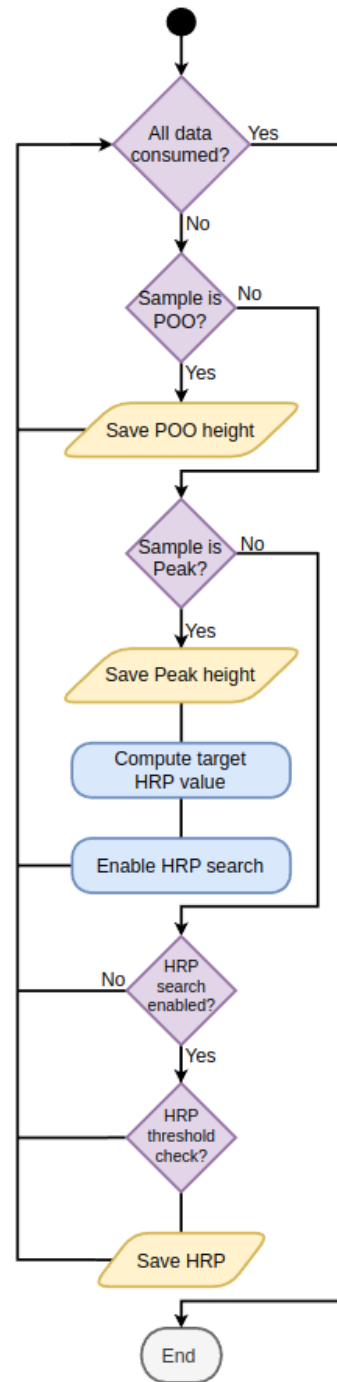 All data
consumed?
Yes
No
Sample is
POO?
No
Yes
Save POO height
Sample is
Peak?
No
Yes
Save Peak height
Compute target
HRP value
Enable HRP search
HRP
search
enabled?
No
Yes
HRP
threshold
check?
Save HRP
End